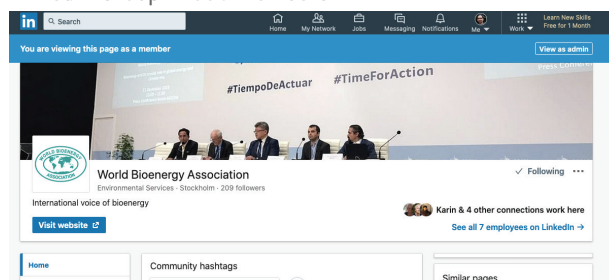 in
Search
Home
My Network
Jobs
Messaging
Notifications
Me
Work
Learn New Skills
Free for 1 Month
You are viewing this page as a member
View as admin
#TiempoDeActuar #TimeForAction
WORLD BIOENERGY
ASSOCIATION
World Bioenergy Association
Following
Environmental Services · Stockholm · 209 followers
International voice of bioenergy
Karin & 4 other connections work here
Visit website
See all 7 employees on LinkedIn →
Home
Community hashtags
Similar pages